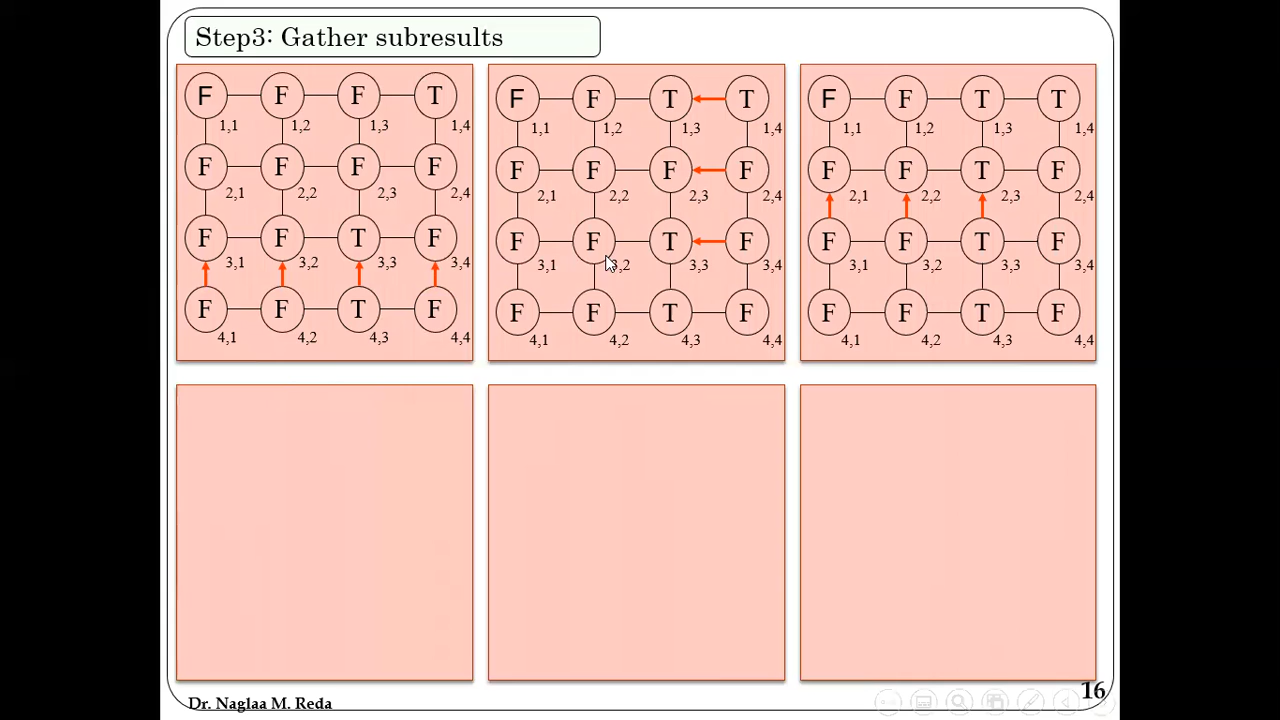 Step3: Gather subresults
F F F T
1,1 1,2 1,3 1,4
F F F F
2,1 2,2 2,3 2,4
F F T F
3,1 3,2 3,3 3,4
F F T F
4,1 4,2 4,3 4,4
F F T T
1,1 1,2 1,3 1,4
F F F F
2,1 2,2 2,3 2,4
F F T F
3,1 3,2 3,3 3,4
F F T F
4,1 4,2 4,3 4,4
F F T T
1,1 1,2 1,3 1,4
F F T F
2,1 2,2 2,3 2,4
F F T F
3,1 3,2 3,3 3,4
F F T F
4,1 4,2 4,3 4,4
Dr. Naglaa M. Reda
16